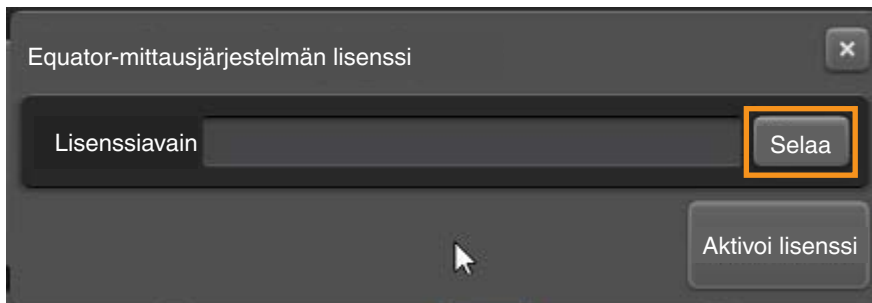 Equator-mittausjärjestelmän lisenssi
Lisenssiavain
Selaa
Aktivoi lisenssi